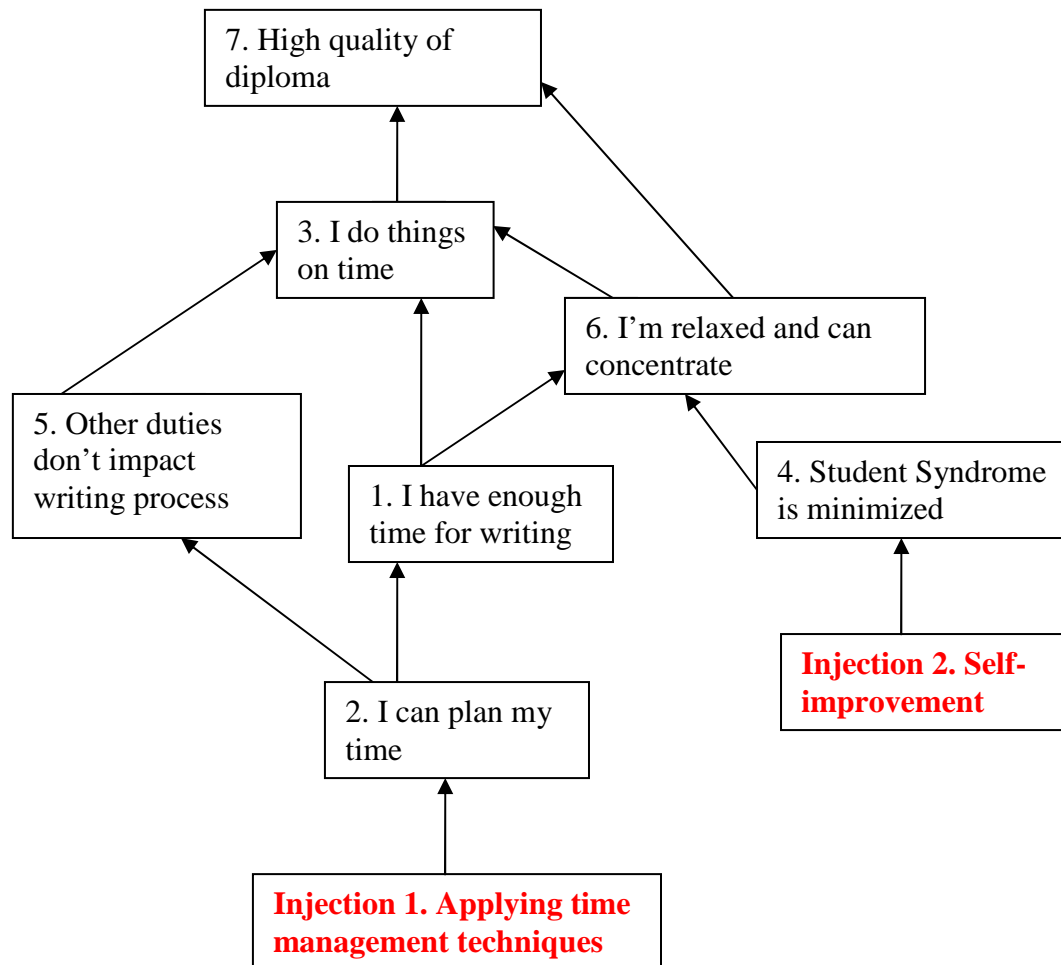 7. High quality of
diploma
3. I do things
on time
6. I’m relaxed and can
concentrate
5. Other duties
don’t impact
writing process
1. I have enough
time for writing
4. Student Syndrome
is minimized
Injection 2. Self-
improvement
2. I can plan my
time
Injection 1. Applying time
management techniques